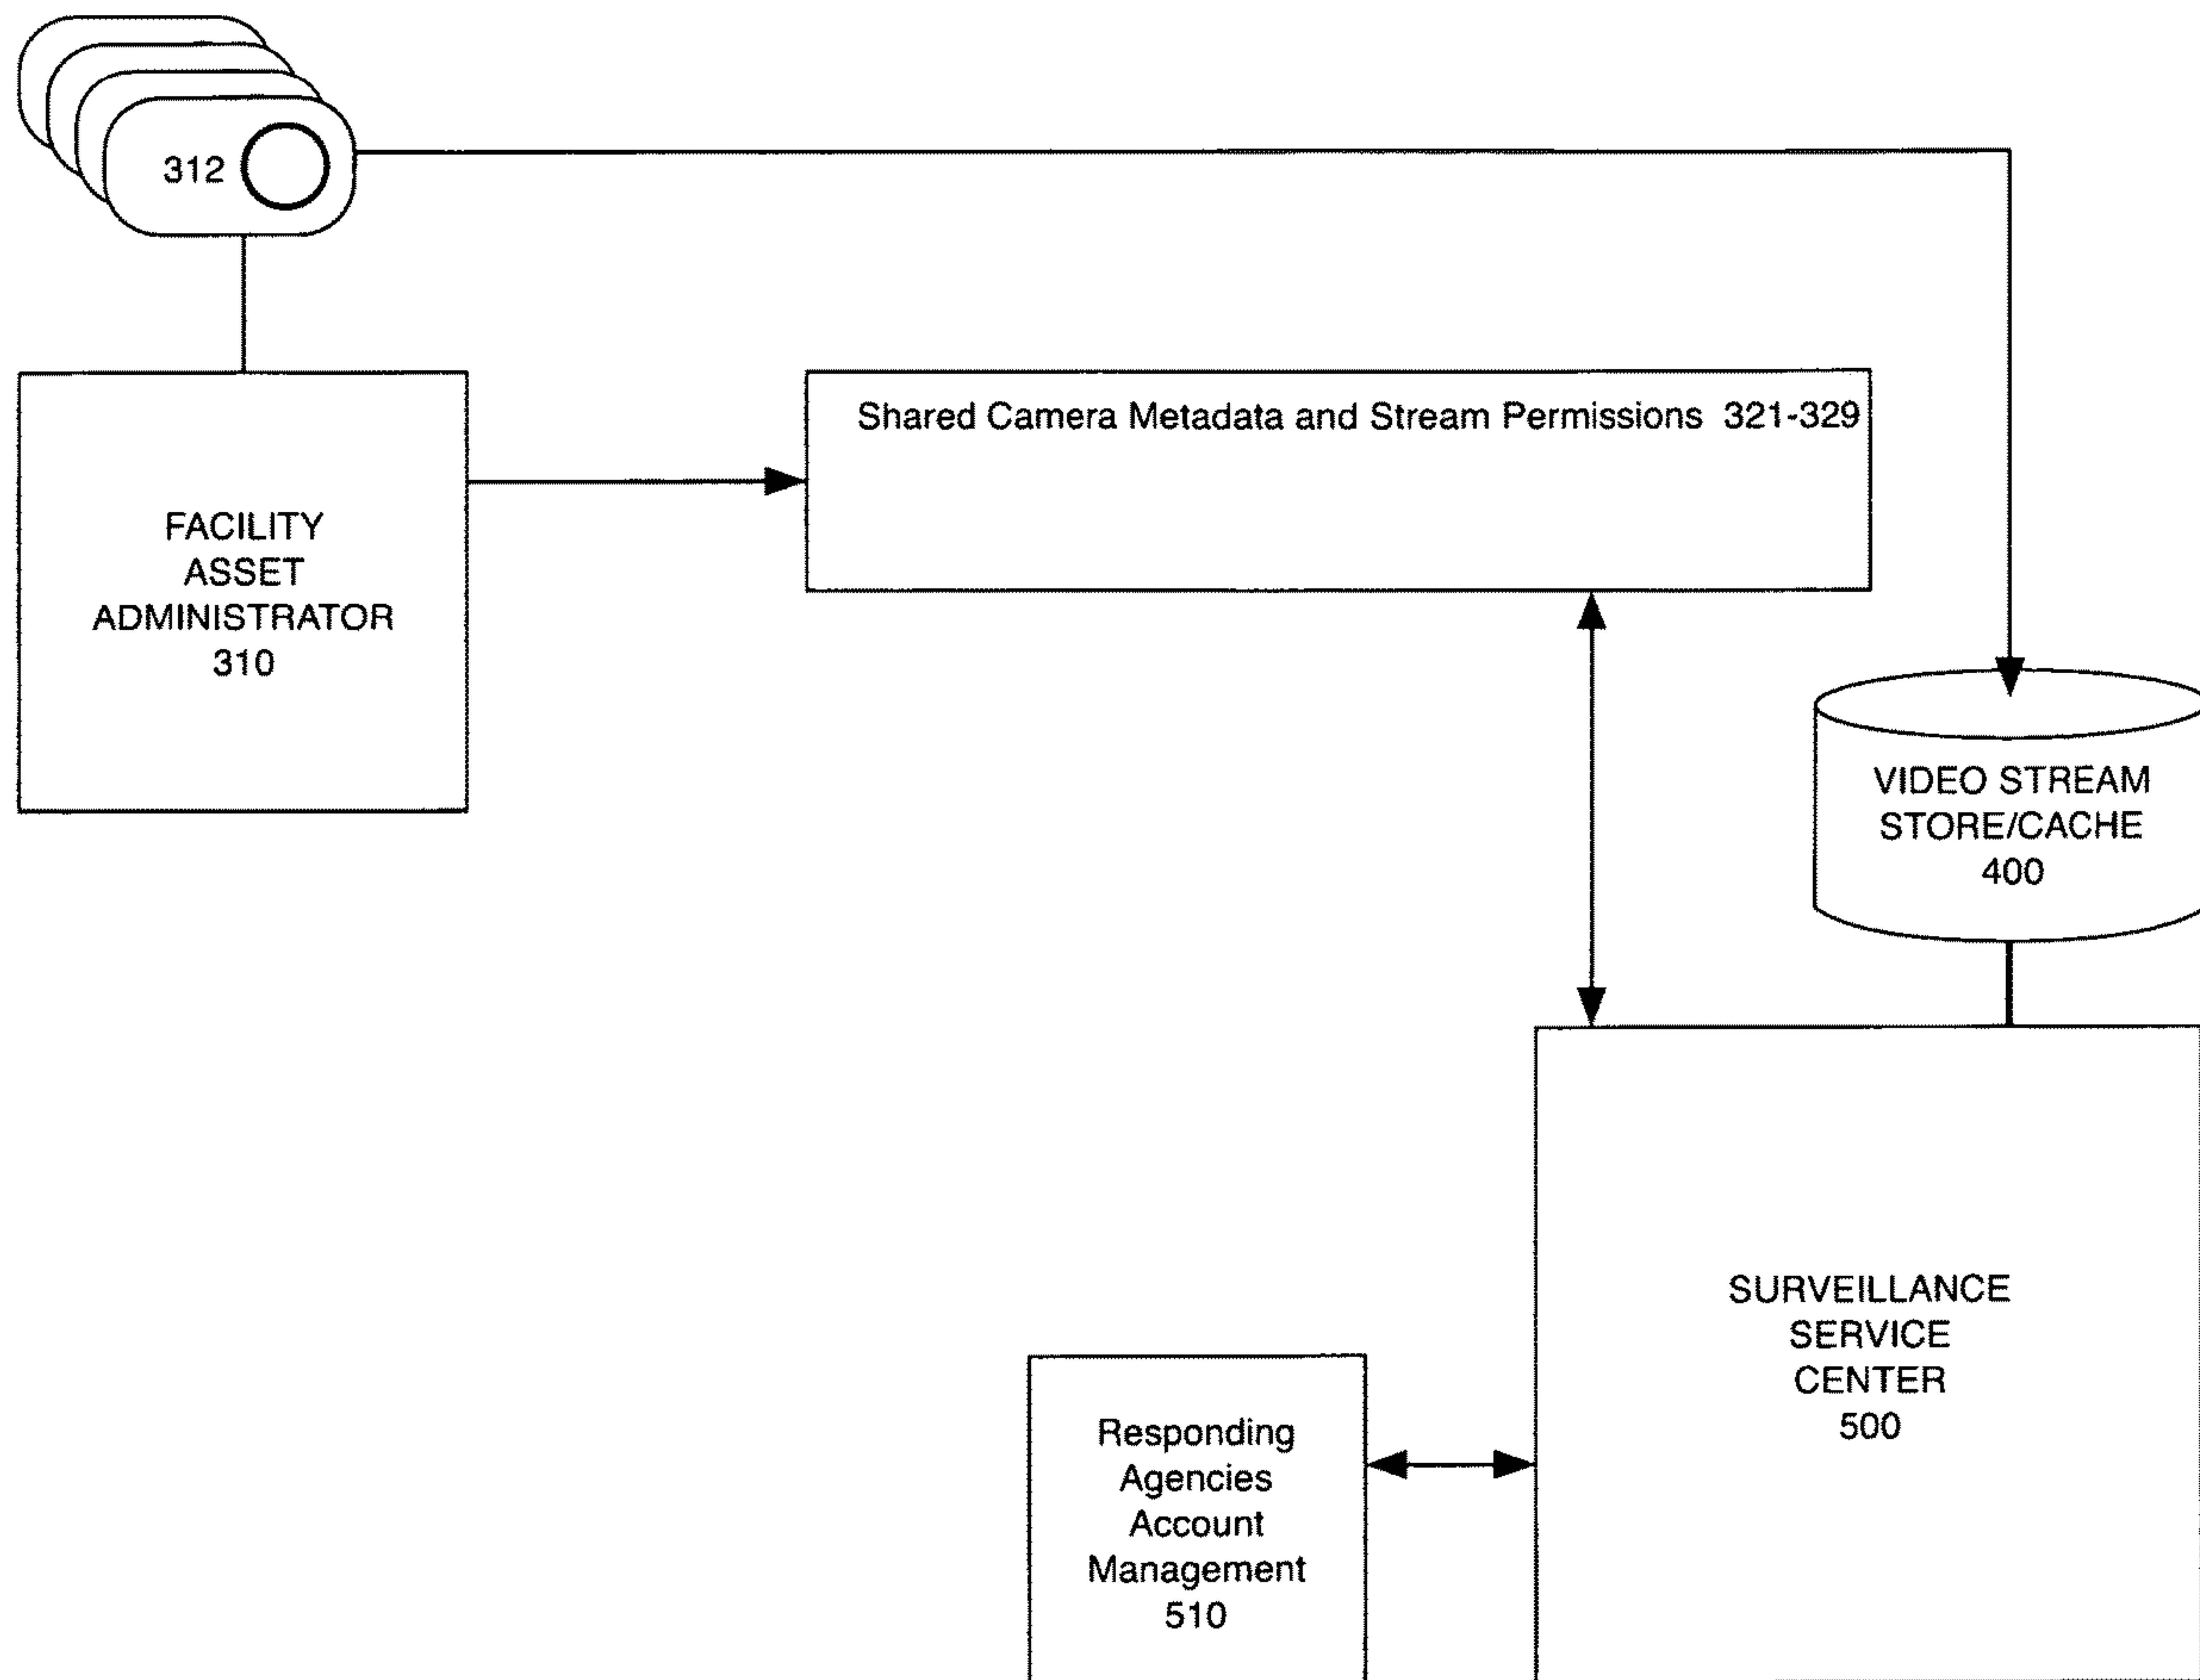 312
Shared Camera Metadata and Stream Permissions 321-329
FACILITY
ASSET
ADMINISTRATOR
310
VIDEO STREAM
STORE/CACHE
400
SURVEILLANCE
SERVICE
CENTER
500
Responding
Agencies
Account
Management
510